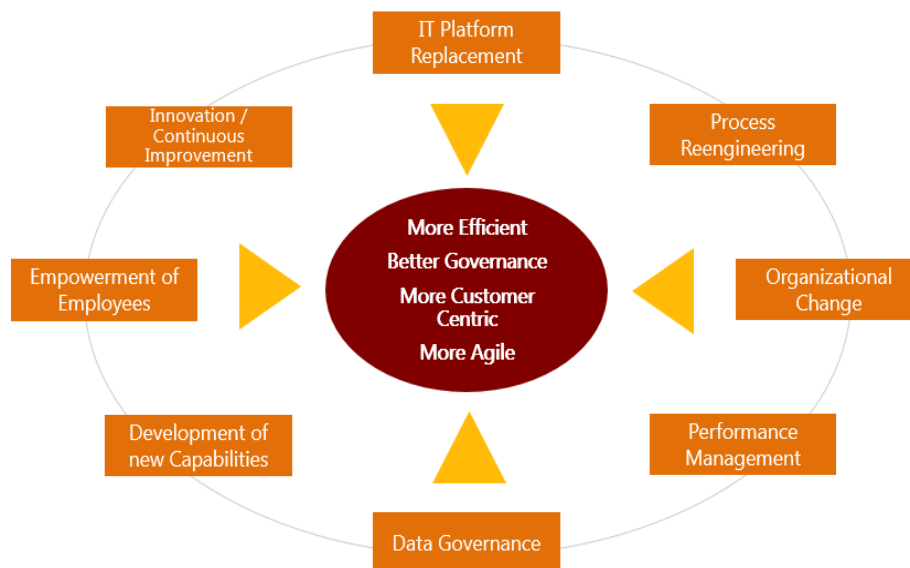 IT Platform
Replacement
Innovation /
Continuous
Improvement
Process
Reengineering
More Efficient
Better Governance
More Customer
Centric
More Agile
Empowerment of
Employees
Organizational
Change
Development of
new Capabilities
Performance
Management
Data Governance